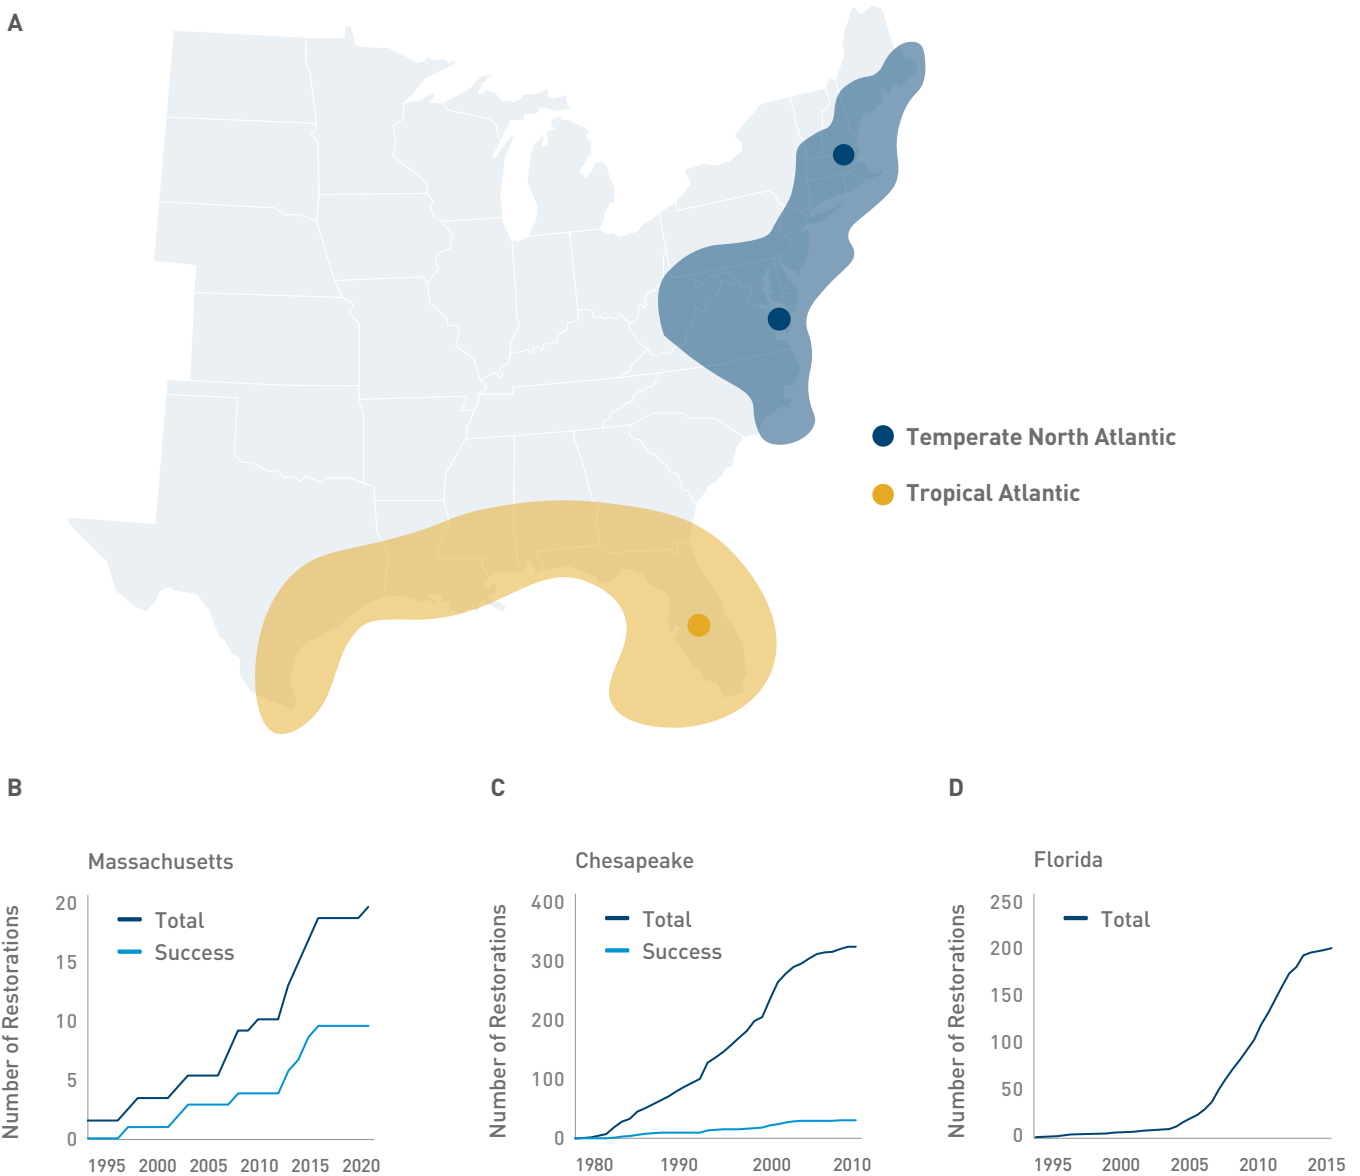 A
Temperate North Atlantic
Tropical Atlantic
B
Massachusetts
Number of Restorations
20
15
10
5
0
Total
Success
1995 2000 2005 2010 2015 2020
C
Chesapeake
Number of Restorations
400
300
200
100
0
Total
Success
1980 1990 2000 2010
D
Florida
Number of Restorations
250
200
150
100
50
0
Total
1995 2000 2005 2010 2015